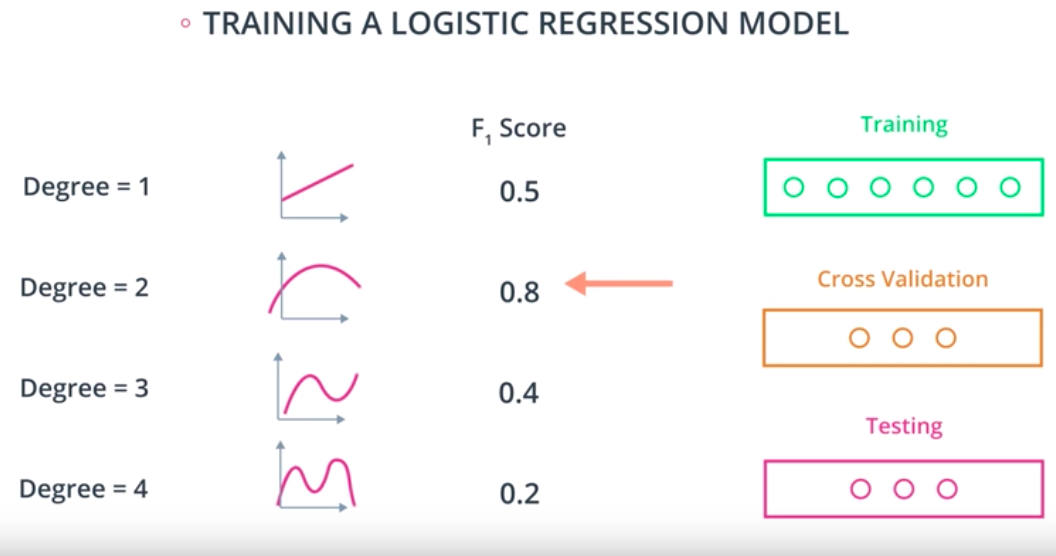 TRAINING A LOGISTIC REGRESSION MODEL
F₁ Score
Degree = 1
0.5
Degree = 2
0.8
Degree = 3
0.4
Degree = 4
0.2
Training
Cross Validation
Testing